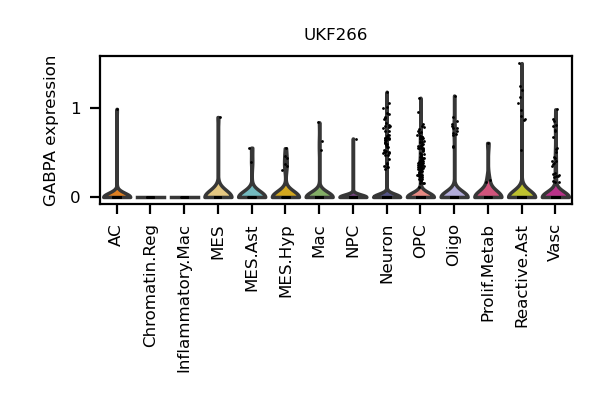 UKF266
GABPA expression
1
0
AC
Chromatin.Reg
Inflammatory.Mac
MES
MES.Ast
MES.Hyp
Mac
NPC
Neuron
OPC
Oligo
Prolif.Metab
Reactive.Ast
Vasc